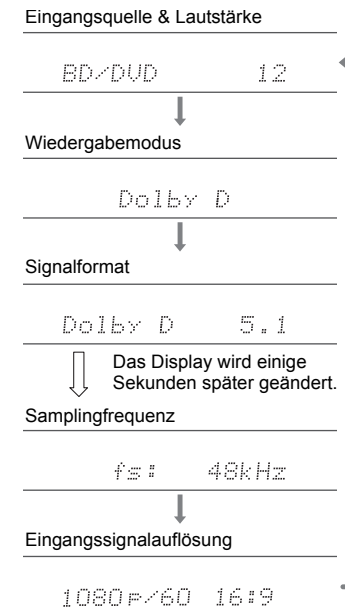 Eingangsquelle & Lautstärke
BD/DVD 12
Wiedergabemodus
Dolby D
Signalformat
Dolby D 5.1
Das Display wird einige
Sekunden später geändert.
Samplingfrequenz
fs: 48kHz
Eingangssignalauflösung
1080p/60 16:9